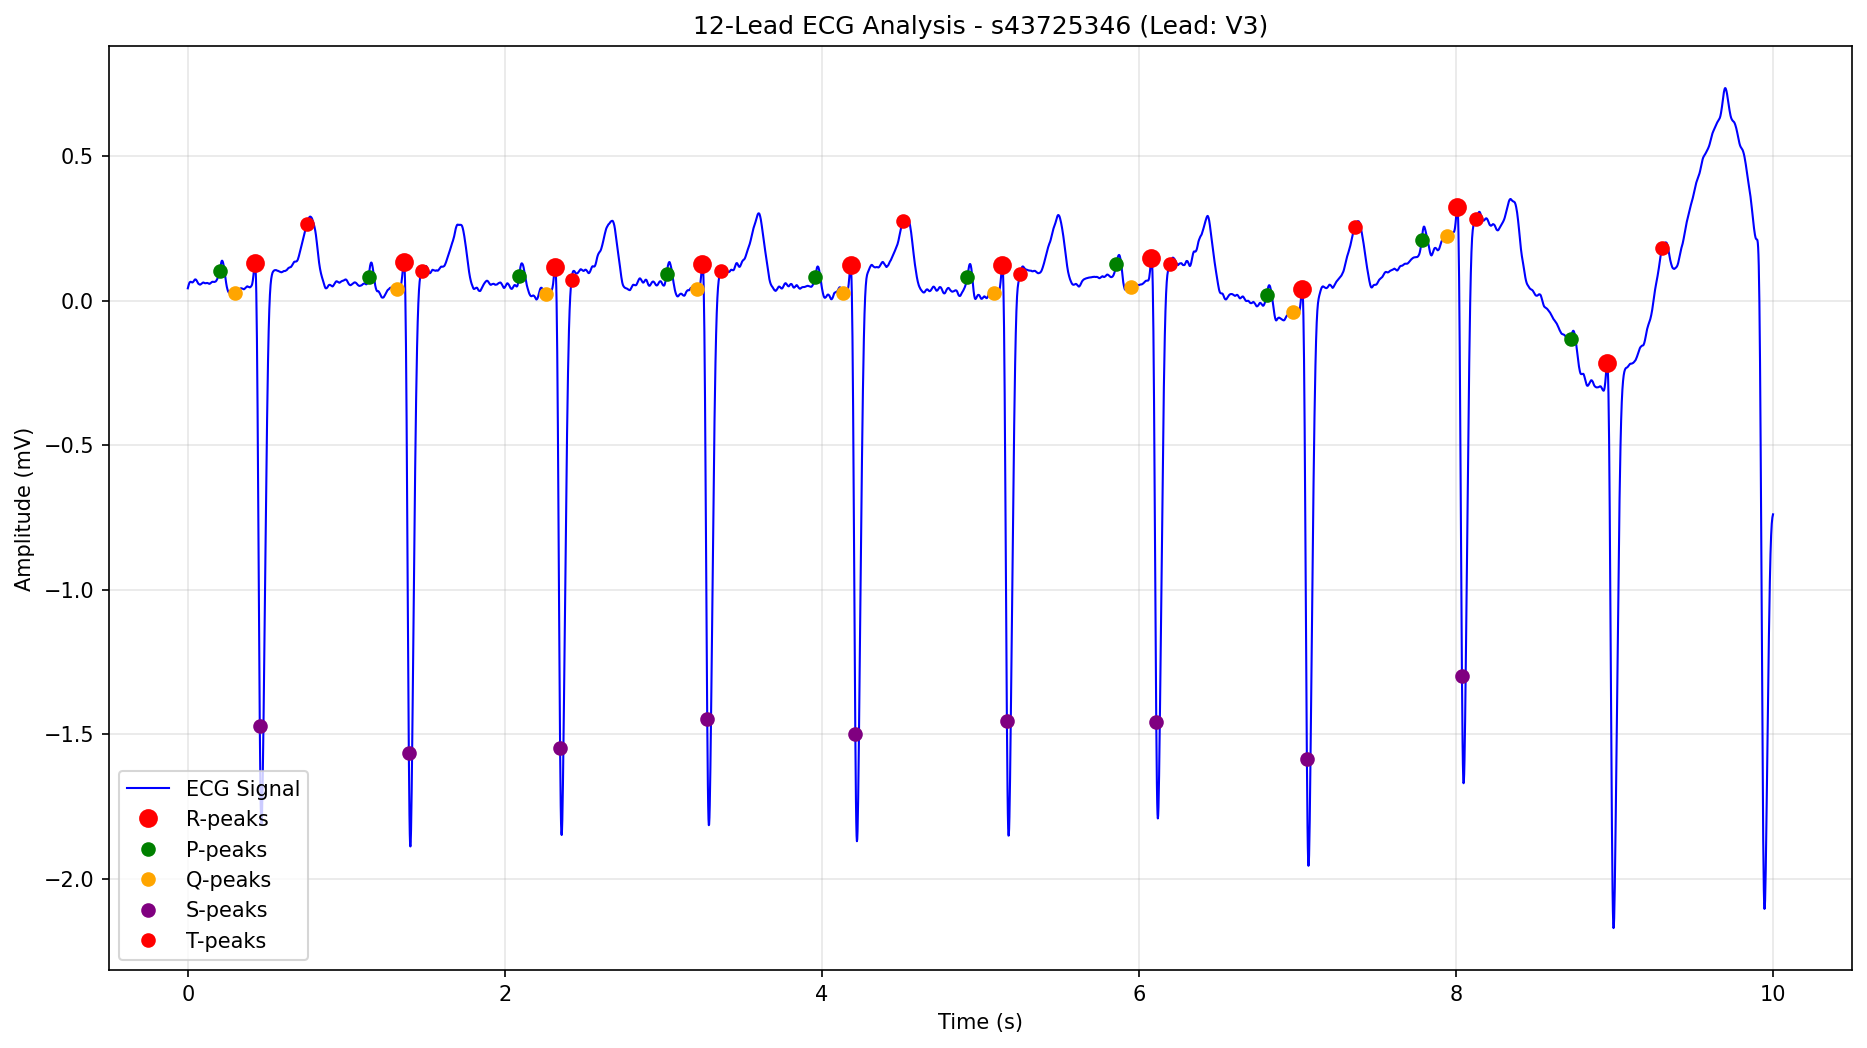 12-Lead ECG Analysis - s43725346 (Lead: V3)
Amplitude (mV)
0.5
0.0
−0.5
−1.0
−1.5
−2.0
ECG Signal
R-peaks
P-peaks
Q-peaks
S-peaks
T-peaks
0 2 4 6 8 10
Time (s)